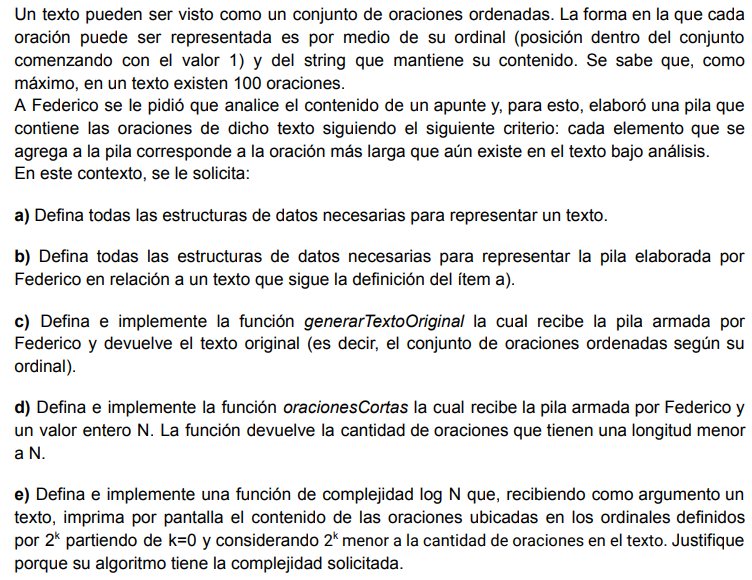 Un texto pueden ser visto como un conjunto de oraciones ordenadas. La forma en la que cada
oración puede ser representada es por medio de su ordinal (posición dentro del conjunto
comenzando con el valor 1) y del string que mantiene su contenido. Se sabe que, como
máximo, en un texto existen 100 oraciones.
A Federico se le pidió que analice el contenido de un apunte y, para esto, elaboró una pila que
contiene las oraciones de dicho texto siguiendo el siguiente criterio: cada elemento que se
agrega a la pila corresponde a la oración más larga que aún existe en el texto bajo análisis.
En este contexto, se le solicita:
a) Defina todas las estructuras de datos necesarias para representar un texto.
b) Defina todas las estructuras de datos necesarias para representar la pila elaborada por
Federico en relación a un texto que sigue la definición del ítem a).
c) Defina e implemente la función generarTextoOriginal la cual recibe la pila armada por
Federico y devuelve el texto original (es decir, el conjunto de oraciones ordenadas según su
ordinal).
d) Defina e implemente la función oracionesCortas la cual recibe la pila armada por Federico y
un valor entero N. La función devuelve la cantidad de oraciones que tienen una longitud menor
a N.
e) Defina e implemente una función de complejidad log N que, recibiendo como argumento un
texto, imprima por pantalla el contenido de las oraciones ubicadas en los ordinales definidos
por 2ᵏ partiendo de k=0 y considerando 2ᵏ menor a la cantidad de oraciones en el texto. Justifique
porque su algoritmo tiene la complejidad solicitada.